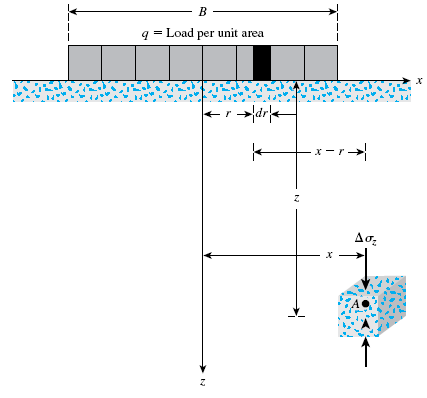 B
q = Load per unit area
x
r
dr
x − r
z
Δσz
x
A
z